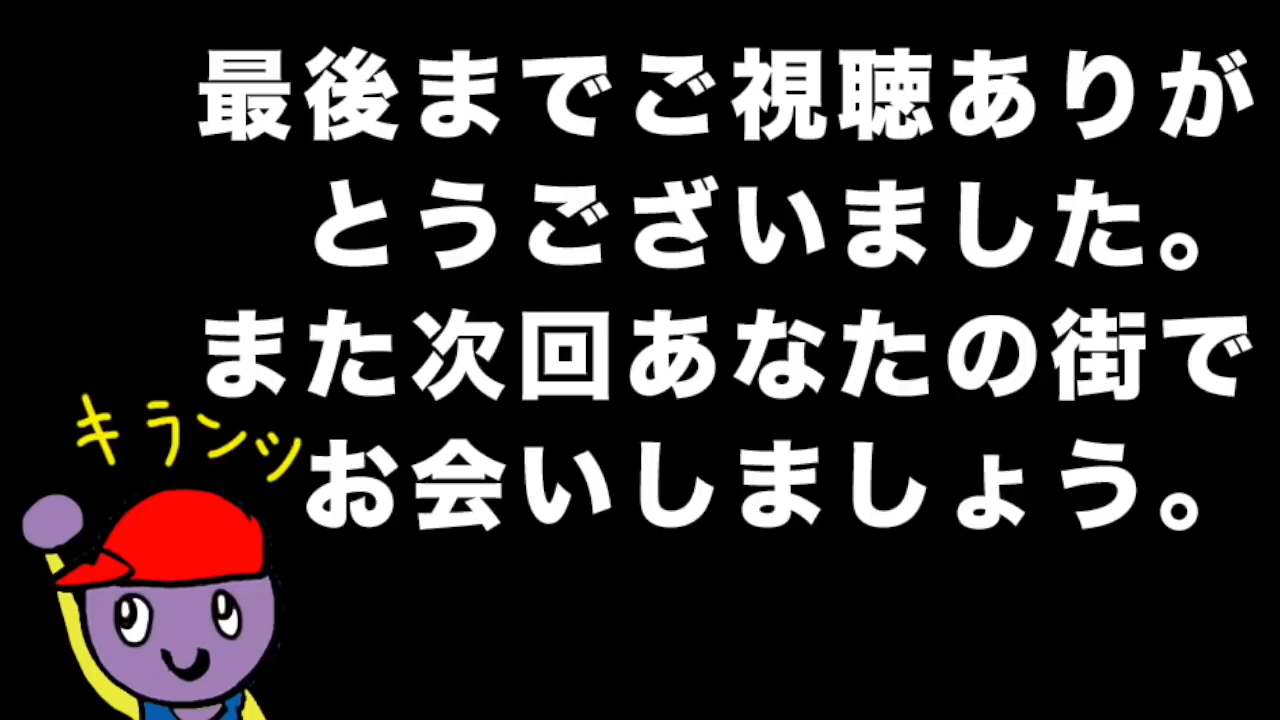 最後までご視聴ありが
とうございました。
また次回あなたの街で
お会いしましょう。
キランッ